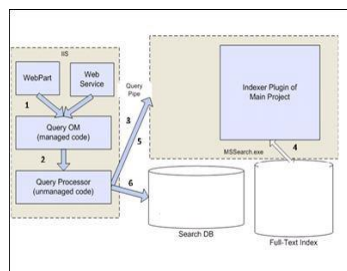 IIS
WebPart
Web
Service
1
Query OM
(managed code)
2
Query Processor
(unmanaged code)
Query
Pipe
3
5
6
Indexer Plugin of
Main Project
MSSearch.exe
4
Search DB
Full-Text Index